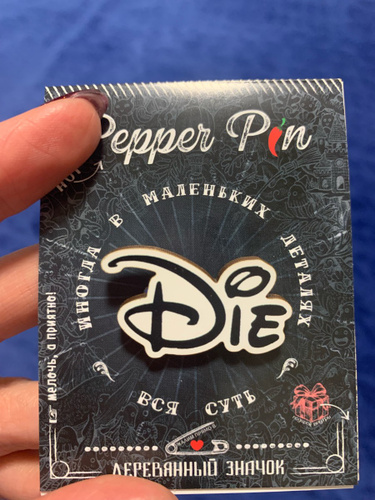 Pepper Pin
ИНОГДА В МАЛЕНЬКИХ ДЕТАЛЯХ
DIE
ВСЯ СУТЬ
мелочь, а приятно!
ДЕРЕВЯННЫЙ ЗНАЧОК